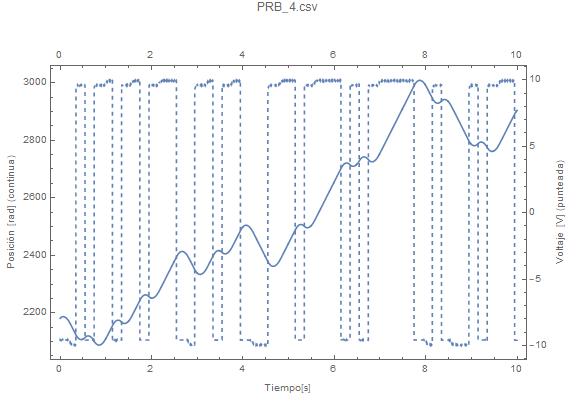 PRB_4.csv
0 2 4 6 8 10
3000
2800
2600
2400
2200
Posición [rad] (continua)
10
5
0
-5
-10
Voltaje [V] (punteada)
0 2 4 6 8 10
Tiempo[s]